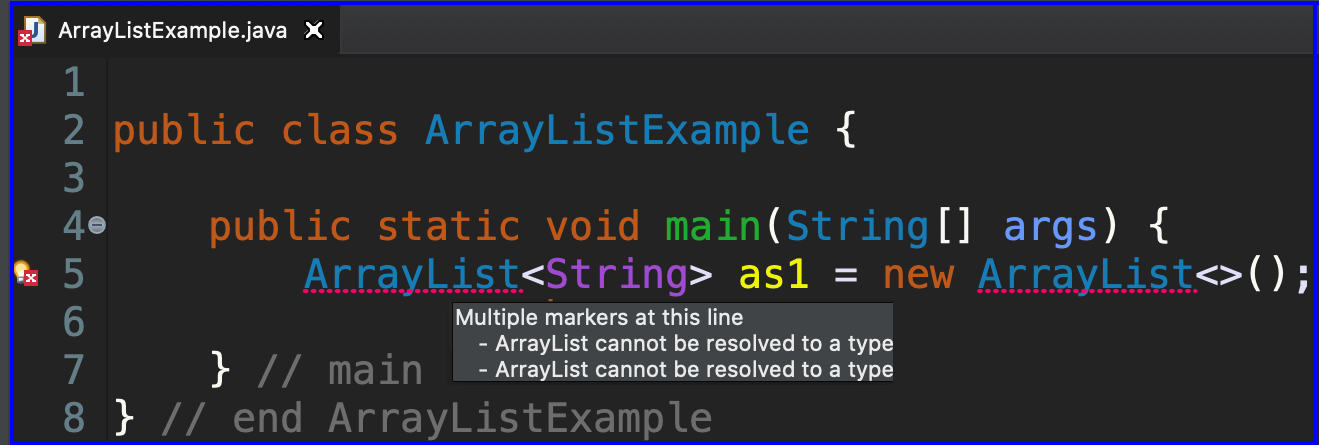 ArrayListExample.java
1
2 public class ArrayListExample {
3
4 public static void main(String[] args) {
5 ArrayList<String> as1 = new ArrayList<>();
6
Multiple markers at this line
- ArrayList cannot be resolved to a type
- ArrayList cannot be resolved to a type
7 } // main
8 } // end ArrayListExample